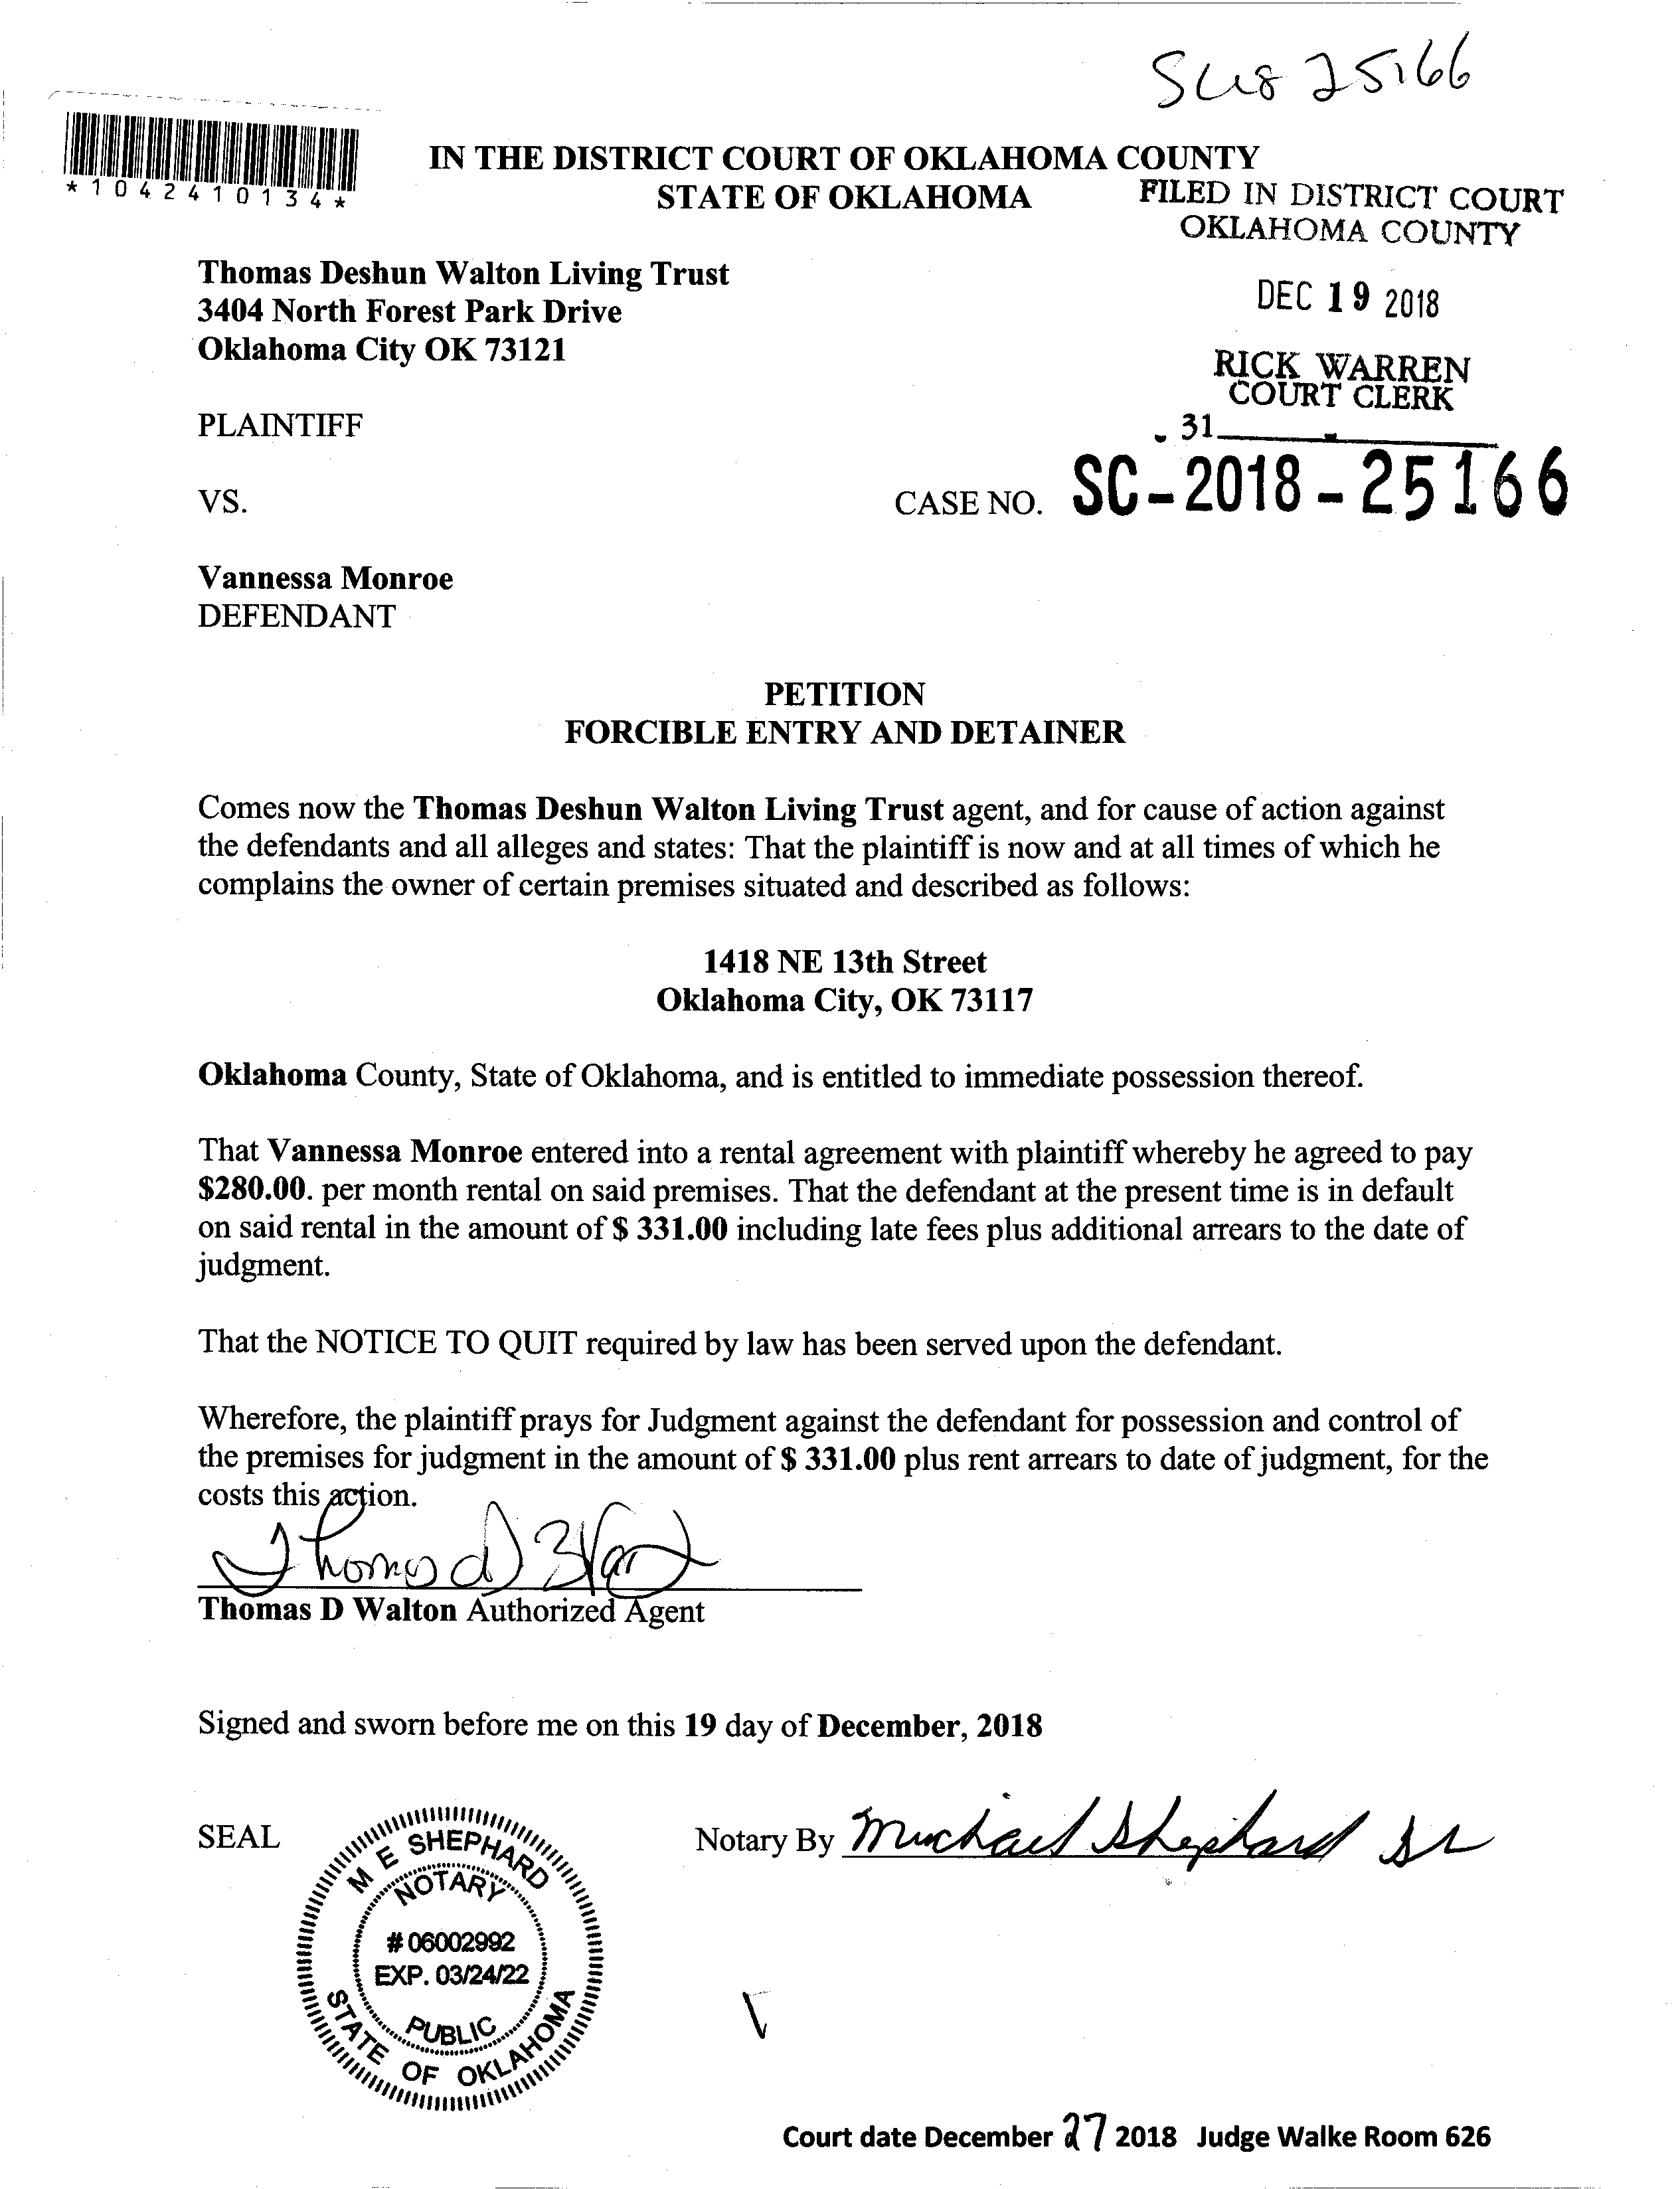 SC18 25166
*1042410134*
IN THE DISTRICT COURT OF OKLAHOMA COUNTY
STATE OF OKLAHOMA
FILED IN DISTRICT COURT
OKLAHOMA COUNTY
Thomas Deshun Walton Living Trust
3404 North Forest Park Drive
Oklahoma City OK 73121
DEC 19 2018
RICK WARREN
COURT CLERK
31
PLAINTIFF
VS.
CASE NO. SC-2018-25166
Vannessa Monroe
DEFENDANT
PETITION
FORCIBLE ENTRY AND DETAINER
Comes now the Thomas Deshun Walton Living Trust agent, and for cause of action against
the defendants and all alleges and states: That the plaintiff is now and at all times of which he
complains the owner of certain premises situated and described as follows:
1418 NE 13th Street
Oklahoma City, OK 73117
Oklahoma County, State of Oklahoma, and is entitled to immediate possession thereof.
That Vannessa Monroe entered into a rental agreement with plaintiff whereby he agreed to pay
$280.00. per month rental on said premises. That the defendant at the present time is in default
on said rental in the amount of $ 331.00 including late fees plus additional arrears to the date of
judgment.
That the NOTICE TO QUIT required by law has been served upon the defendant.
Wherefore, the plaintiff prays for Judgment against the defendant for possession and control of
the premises for judgment in the amount of $ 331.00 plus rent arrears to date of judgment, for the
costs this action.
Thomas D Walton Authorized Agent
Signed and sworn before me on this 19 day of December, 2018
SEAL
Notary By Michael Shephard Sr
M E SHEPHARD
NOTARY
# 06002992
EXP. 03/24/22
PUBLIC
STATE OF OKLAHOMA
Court date December 27 2018 Judge Walke Room 626